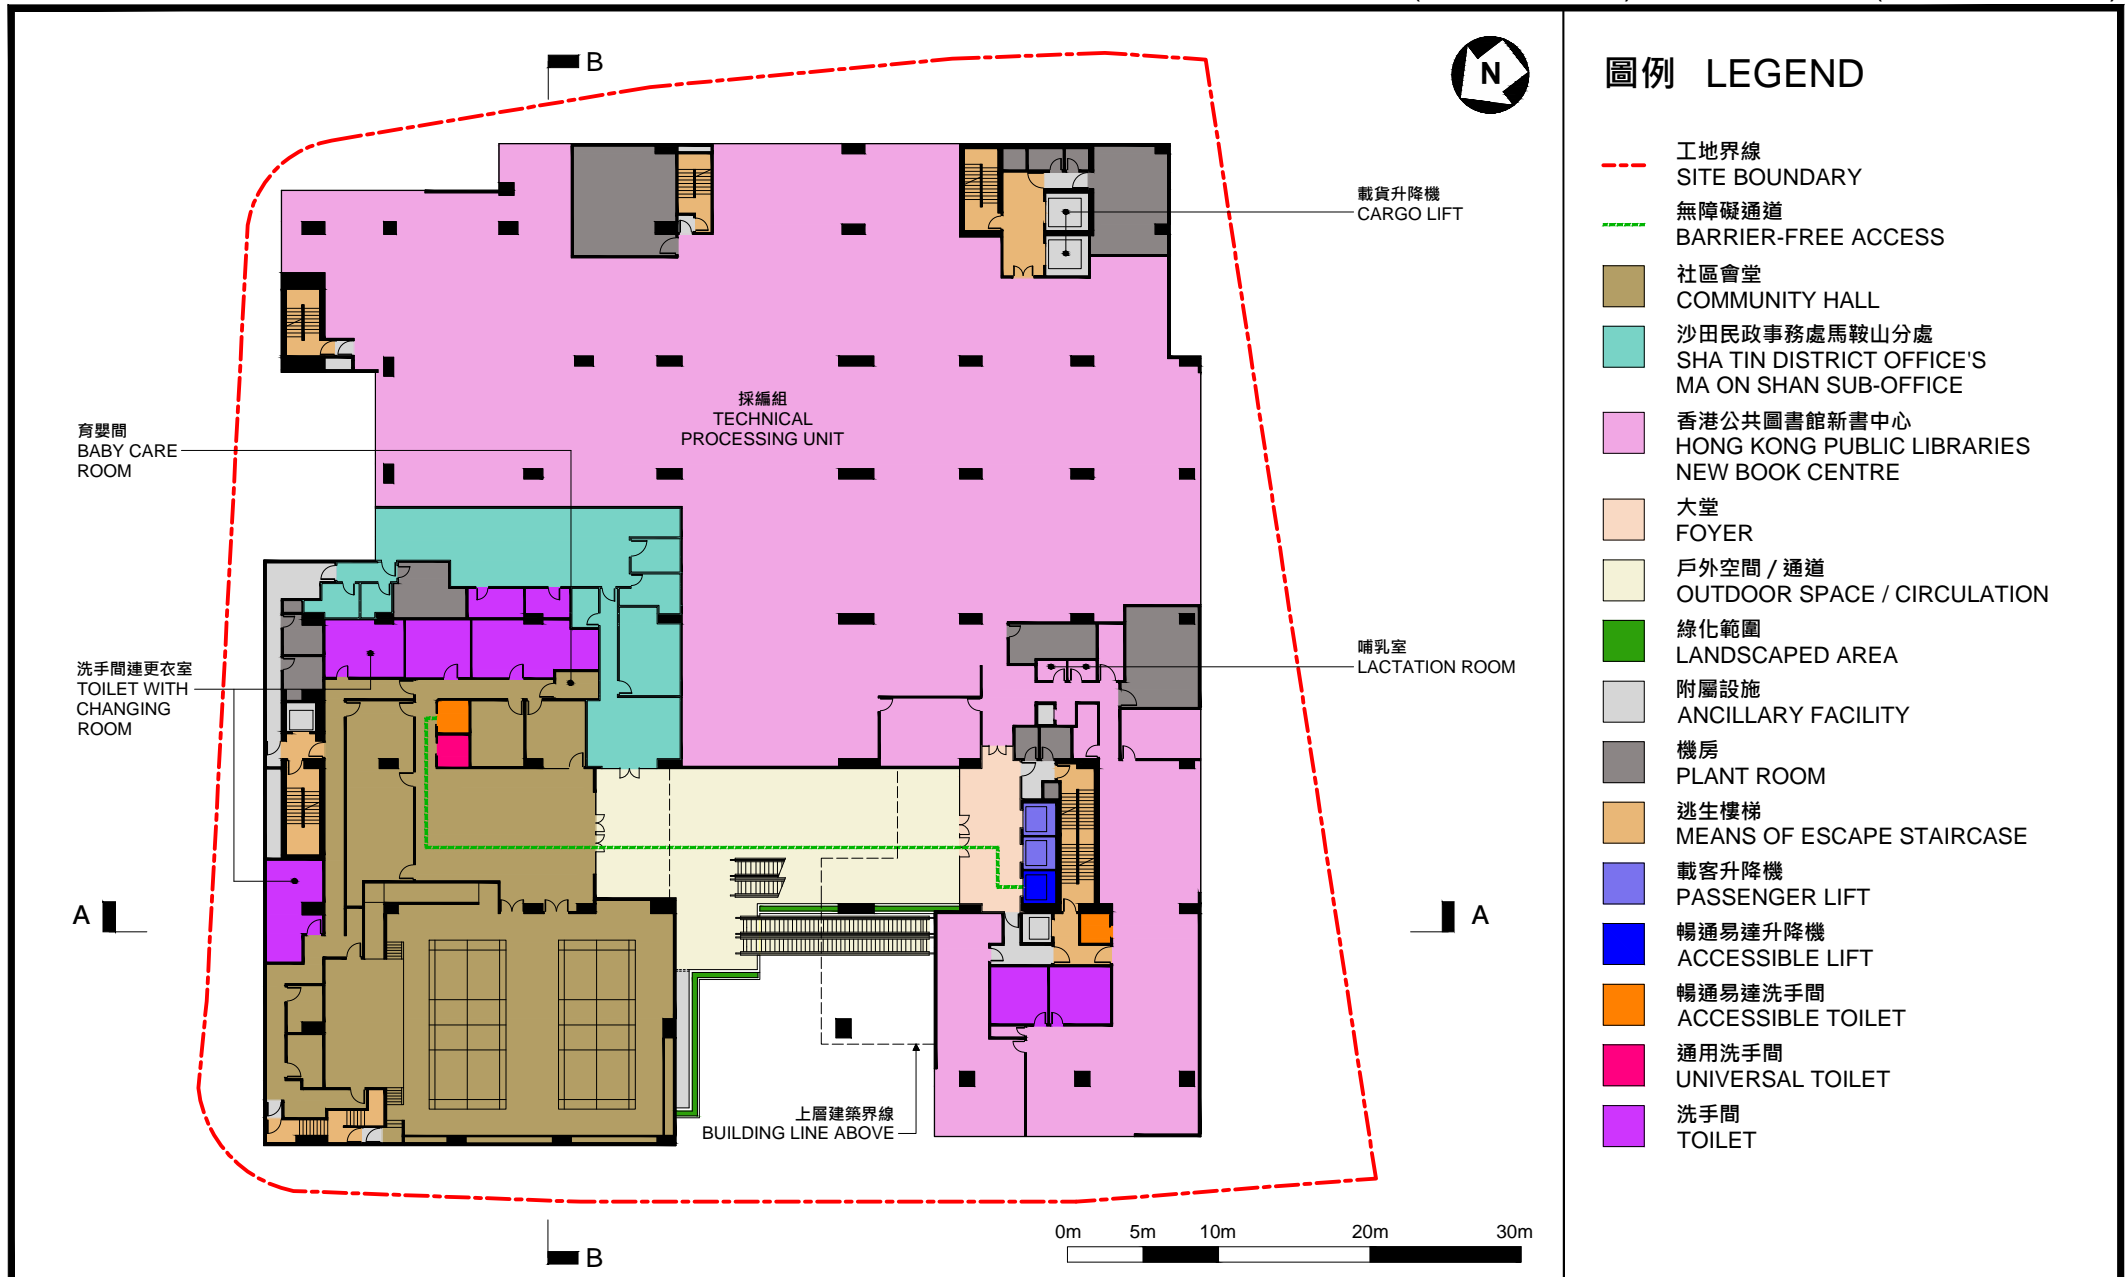 B
N
載貨升降機
CARGO LIFT
採編組
TECHNICAL
PROCESSING UNIT
育嬰間
BABY CARE
ROOM
洗手間連更衣室
TOILET WITH
CHANGING
ROOM
哺乳室
LACTATION ROOM
A
A
上層建築界線
BUILDING LINE ABOVE
B
0m 5m 10m 20m 30m
圖例 LEGEND
工地界線
SITE BOUNDARY
無障礙通道
BARRIER-FREE ACCESS
社區會堂
COMMUNITY HALL
沙田民政事務處馬鞍山分處
SHA TIN DISTRICT OFFICE'S
MA ON SHAN SUB-OFFICE
香港公共圖書館新書中心
HONG KONG PUBLIC LIBRARIES
NEW BOOK CENTRE
大堂
FOYER
戶外空間 / 通道
OUTDOOR SPACE / CIRCULATION
綠化範圍
LANDSCAPED AREA
附屬設施
ANCILLARY FACILITY
機房
PLANT ROOM
逃生樓梯
MEANS OF ESCAPE STAIRCASE
載客升降機
PASSENGER LIFT
暢通易達升降機
ACCESSIBLE LIFT
暢通易達洗手間
ACCESSIBLE TOILET
通用洗手間
UNIVERSAL TOILET
洗手間
TOILET